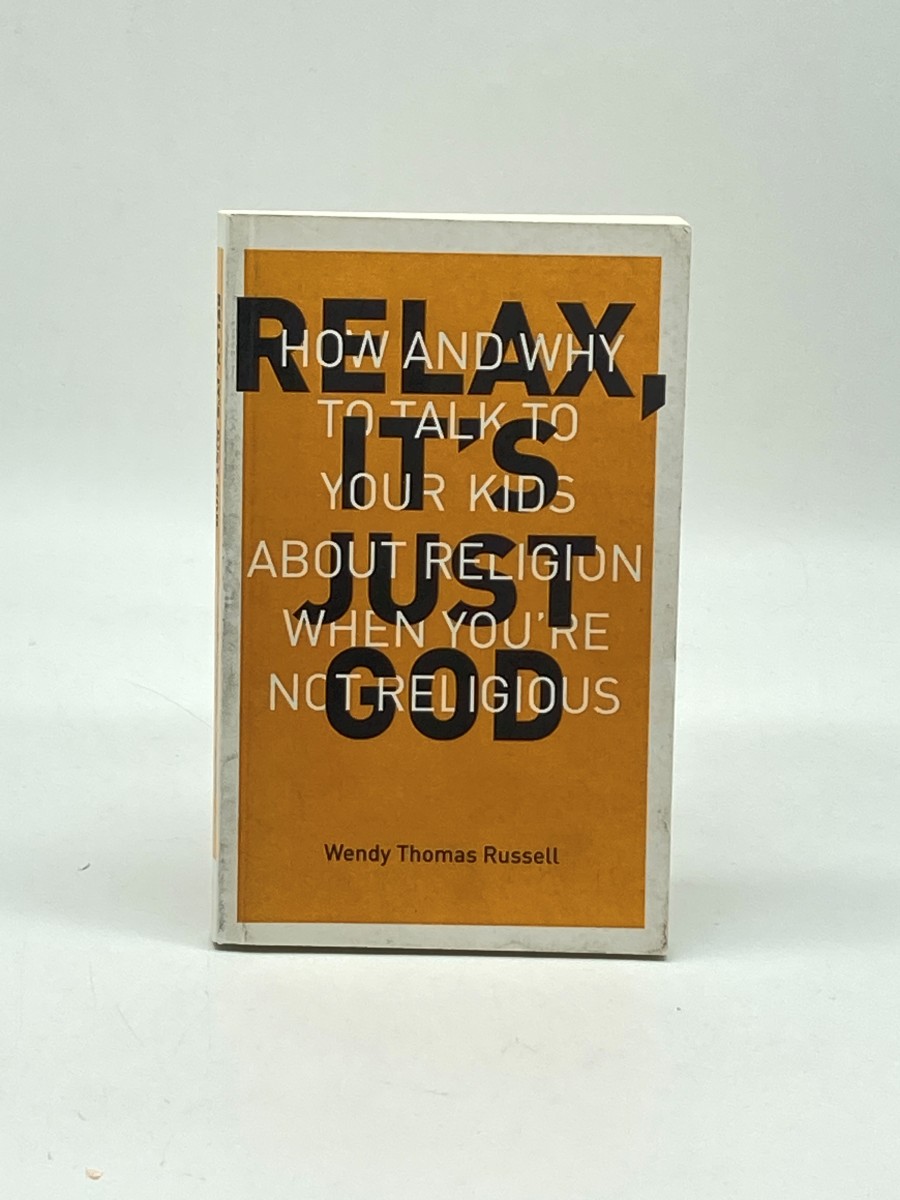 RELAX,
IT'S
JUST
GOD
HOW AND WHY
TO TALK TO
YOUR KIDS
ABOUT RELIGION
WHEN YOU'RE
NOT RELIGIOUS
Wendy Thomas Russell